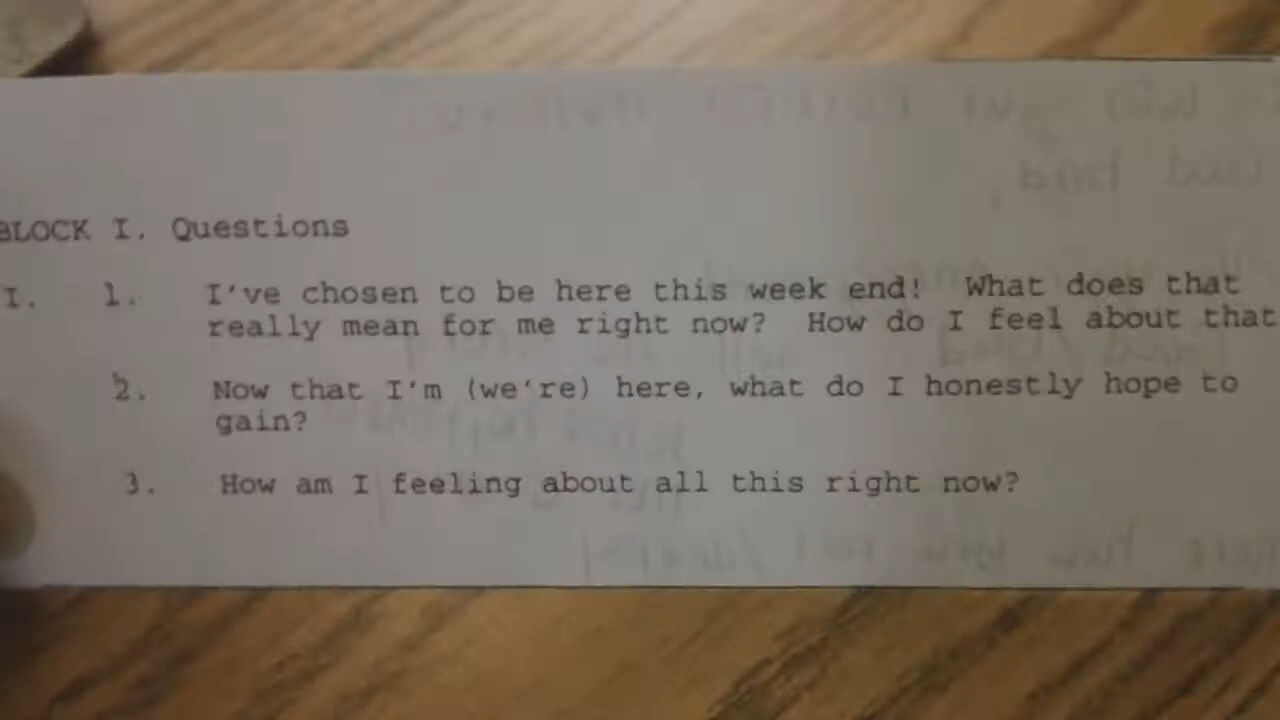 BLOCK I. Questions
I. 1. I've chosen to be here this week end! What does that
really mean for me right now? How do I feel about that
2. Now that I'm (we're) here, what do I honestly hope to
gain?
3. How am I feeling about all this right now?